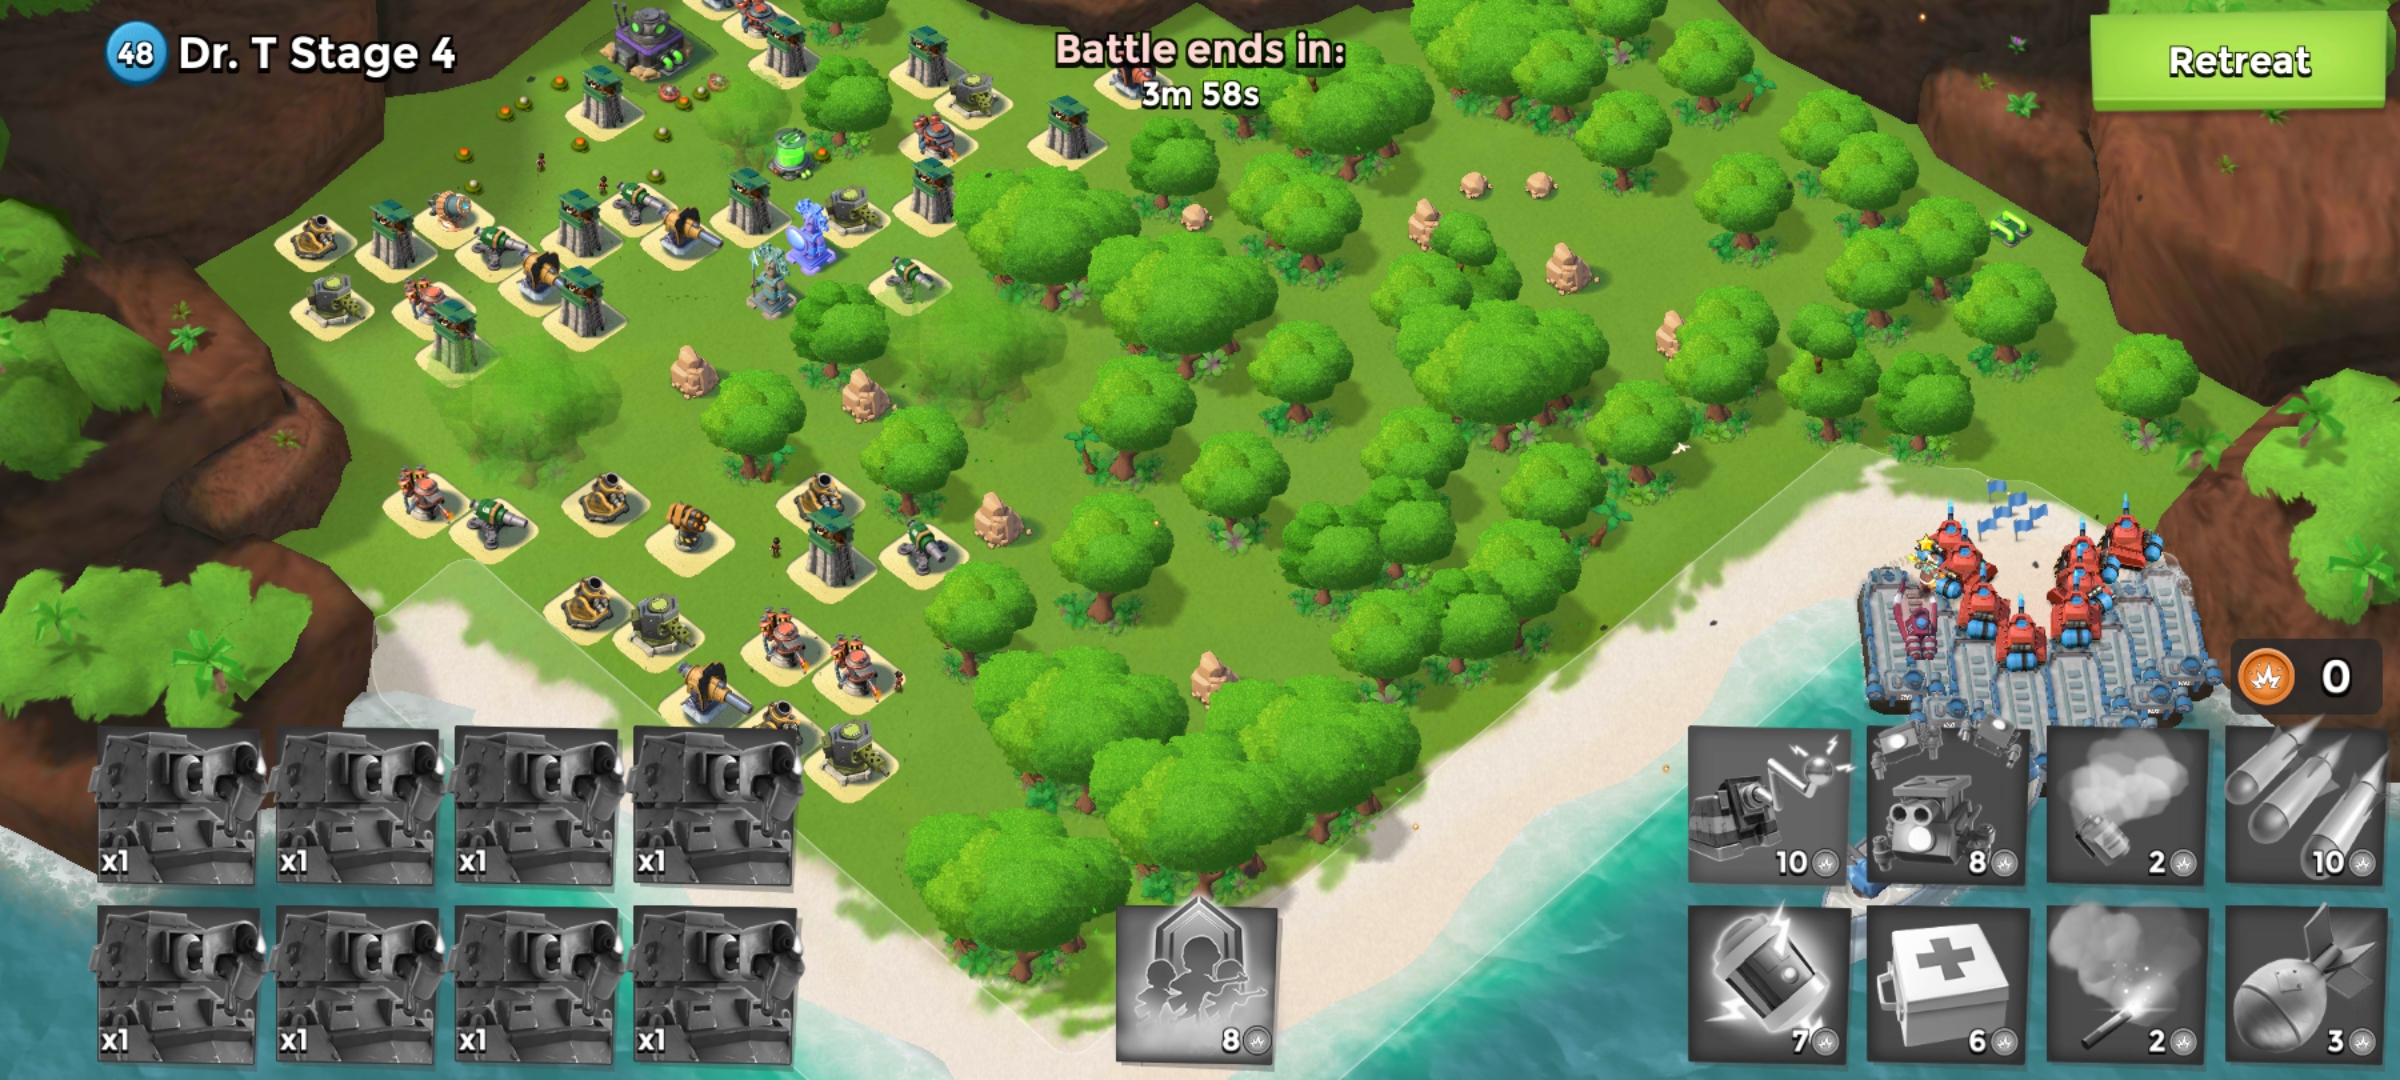 48 Dr. T Stage 4
Battle ends in:
3m 58s
Retreat
0
x1 x1 x1 x1
10 8 2 10
x1 x1 x1 x1
8
7 6 2 3